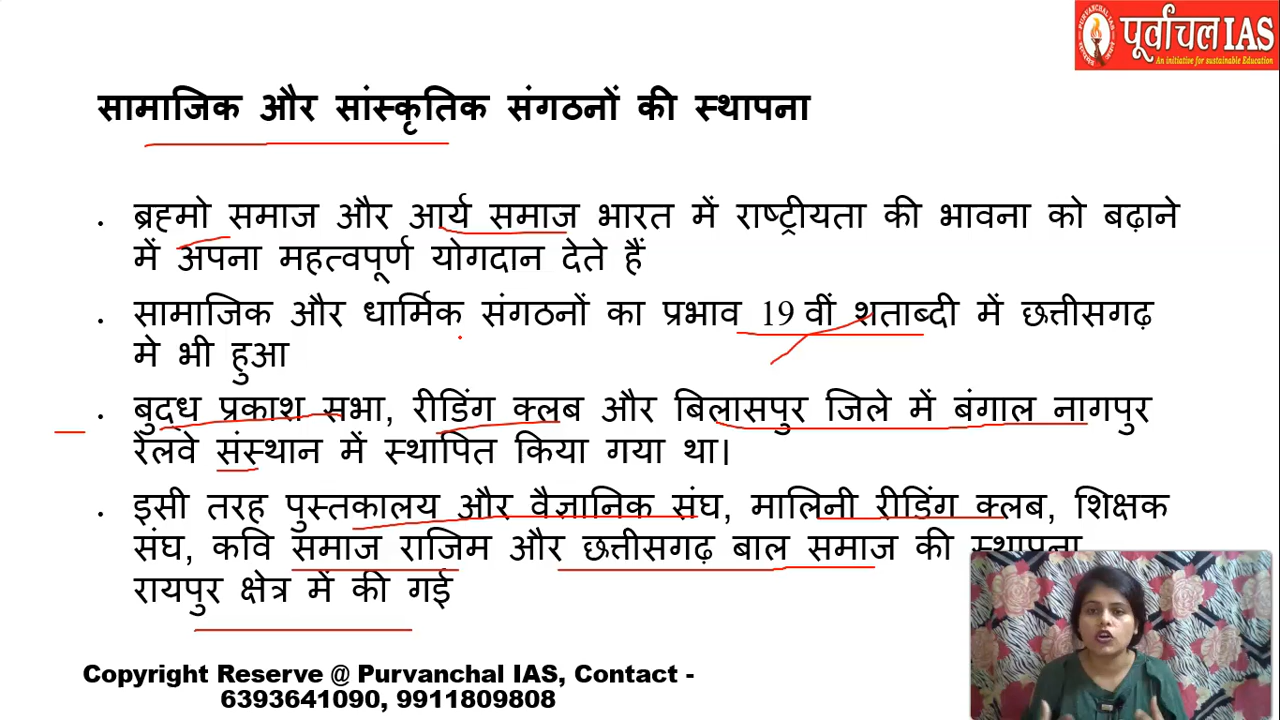 PURVANCHAL IAS
पूर्वांचल IAS
An initiative for sustainable Education
सामाजिक और सांस्कृतिक संगठनों की स्थापना
. ब्रह्मो समाज और आर्य समाज भारत में राष्ट्रीयता की भावना को बढ़ाने
में अपना महत्वपूर्ण योगदान देते हैं
. सामाजिक और धार्मिक संगठनों का प्रभाव 19 वीं शताब्दी में छत्तीसगढ़
मे भी हुआ
. बुद्ध प्रकाश सभा, रीडिंग क्लब और बिलासपुर जिले में बंगाल नागपुर
रेलवे संस्थान में स्थापित किया गया था।
. इसी तरह पुस्तकालय और वैज्ञानिक संघ, मालिनी रीडिंग क्लब, शिक्षक
संघ, कवि समाज राजिम और छत्तीसगढ़ बाल समाज की स्थापना
रायपुर क्षेत्र में की गई
Copyright Reserve @ Purvanchal IAS, Contact -
6393641090, 9911809808